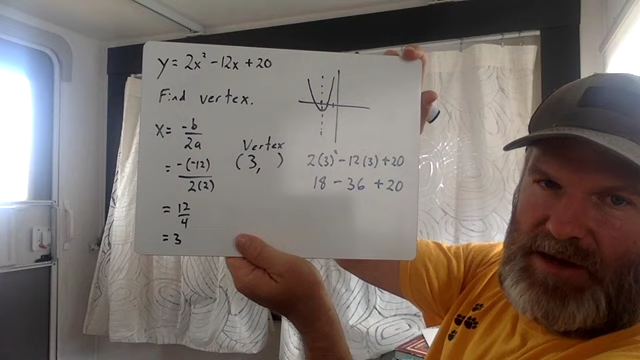 y = 2x² - 12x + 20
Find vertex.
x = -b/2a
= -(-12)/2(2)
= 12/4
= 3
Vertex
(3, )
2(3)² - 12(3) + 20
18 - 36 + 20